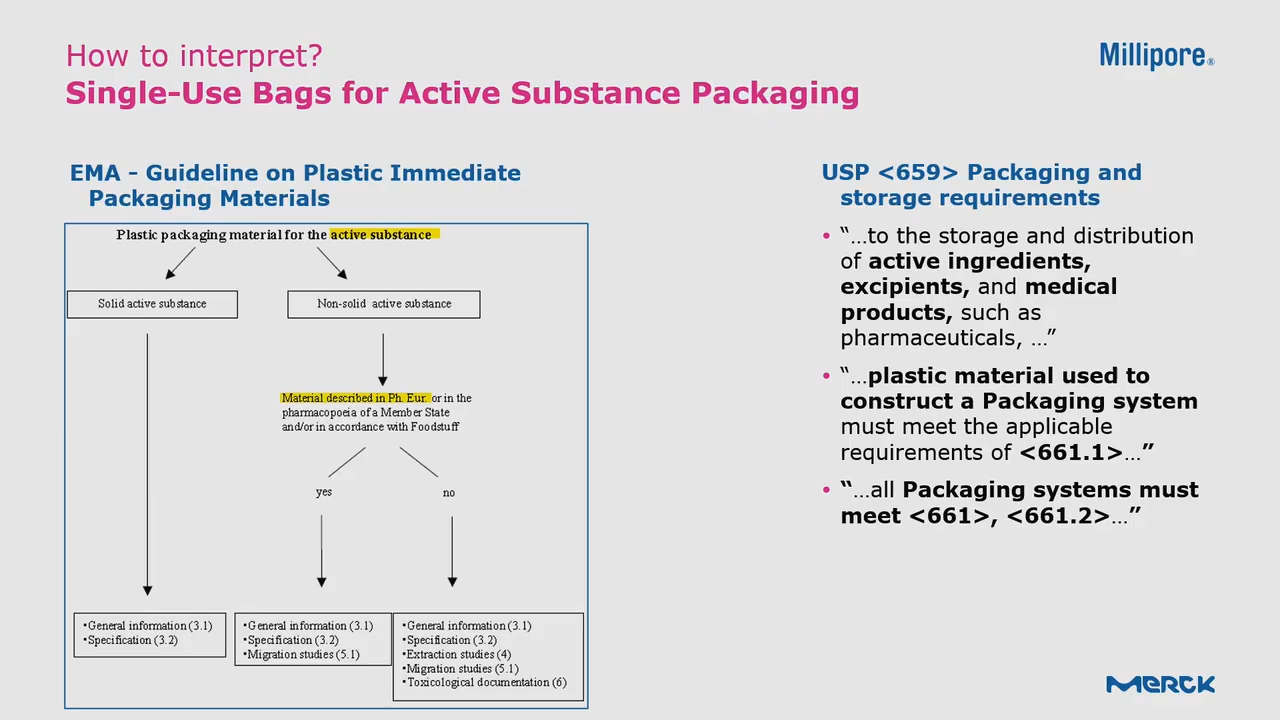 How to interpret?
Single-Use Bags for Active Substance Packaging
Millipore®
EMA - Guideline on Plastic Immediate
Packaging Materials
Plastic packaging material for the active substance
Solid active substance
Non-solid active substance
Material described in Ph. Eur. or in the
pharmacopoeia of a Member State
and/or in accordance with Foodstuff
yes
no
•General information (3.1)
•Specification (3.2)
•General information (3.1)
•Specification (3.2)
•Migration studies (5.1)
•General information (3.1)
•Specification (3.2)
•Extraction studies (4)
•Migration studies (5.1)
•Toxicological documentation (6)
USP <659> Packaging and
storage requirements
• “…to the storage and distribution
of active ingredients,
excipients, and medical
products, such as
pharmaceuticals, …”
• “…plastic material used to
construct a Packaging system
must meet the applicable
requirements of <661.1>…”
• “…all Packaging systems must
meet <661>, <661.2>…”
MERCK